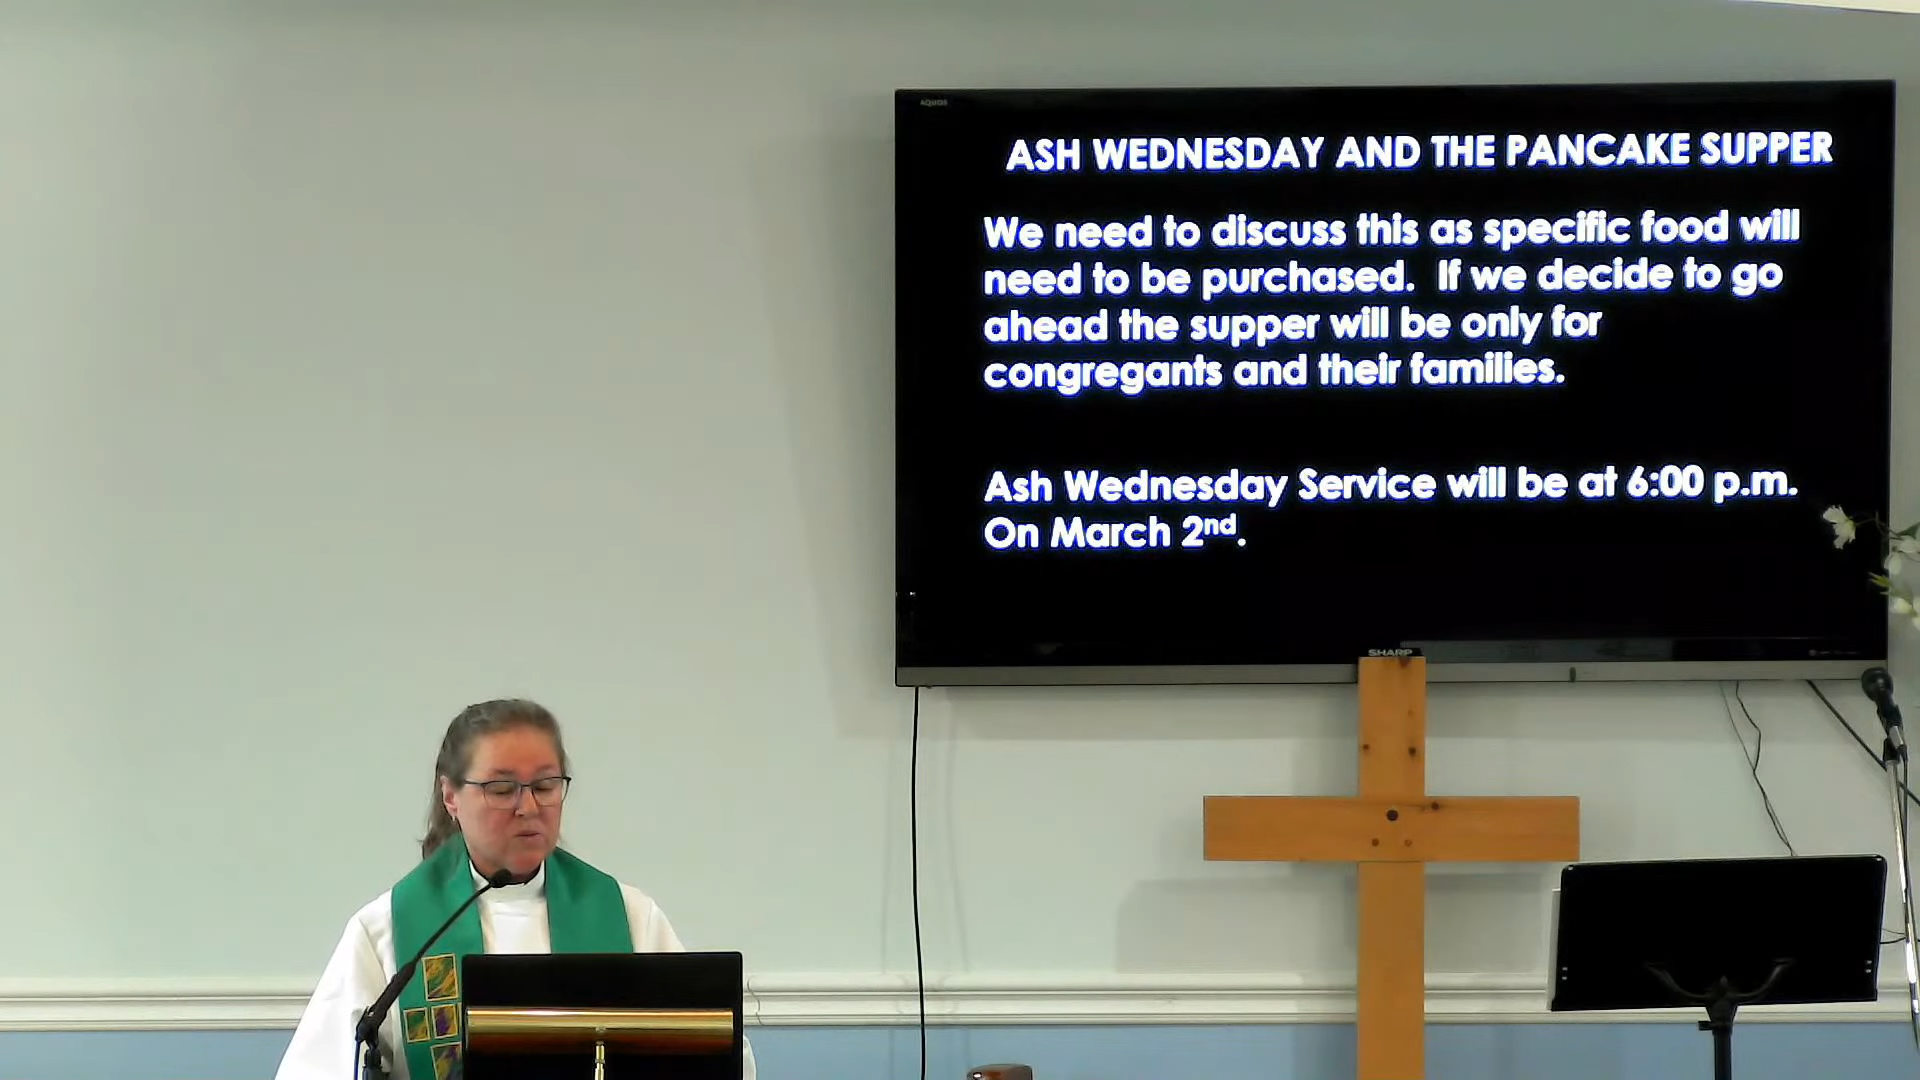 AQUOS
ASH WEDNESDAY AND THE PANCAKE SUPPER
We need to discuss this as specific food will
need to be purchased.  If we decide to go
ahead the supper will be only for
congregants and their families.
Ash Wednesday Service will be at 6:00 p.m.
On March 2nd.
SHARP